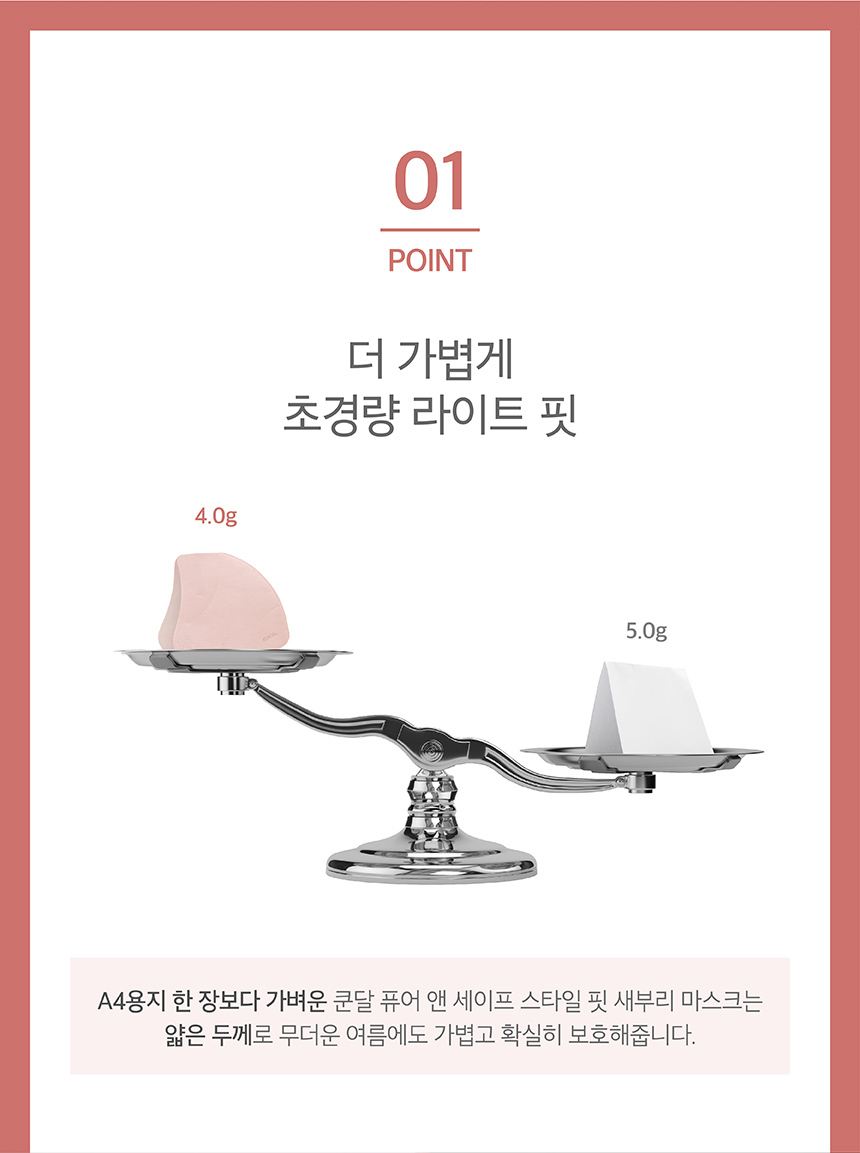 01
POINT
더 가볍게
초경량 라이트 핏
4.0g
5.0g
A4용지 한 장보다 가벼운 쿤달 퓨어 앤 세이프 스타일 핏 새부리 마스크는
얇은 두께로 무더운 여름에도 가볍고 확실히 보호해줍니다.